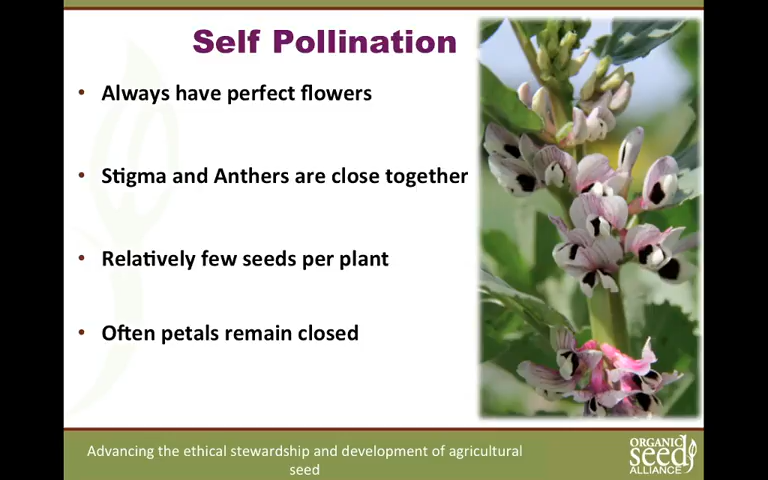 Self Pollination
• Always have perfect flowers
• Stigma and Anthers are close together
• Relatively few seeds per plant
• Often petals remain closed
Advancing the ethical stewardship and development of agricultural
seed
ORGANIC
seed
ALLIANCE